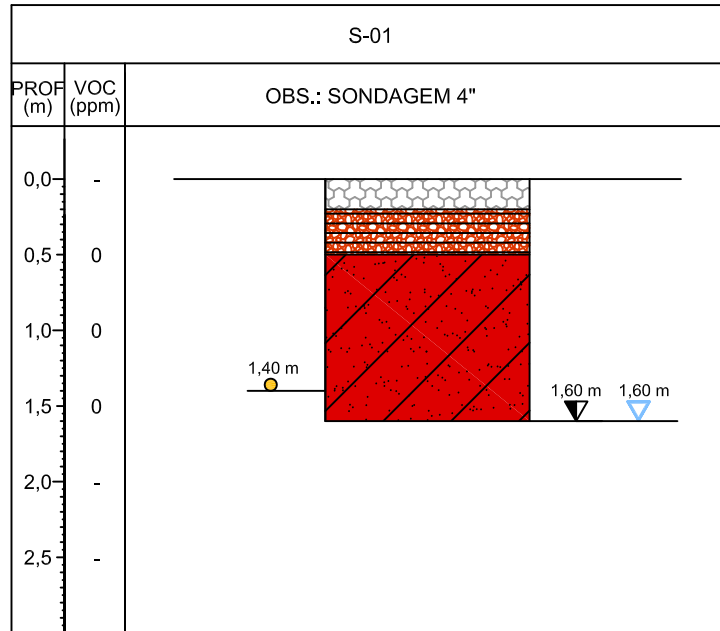 S-01
PROF (m)
VOC (ppm)
OBS.: SONDAGEM 4"
0,0 -
0,5 0
1,0 0
1,40 m
1,60 m 1,60 m
1,5 0
2,0 -
2,5 -